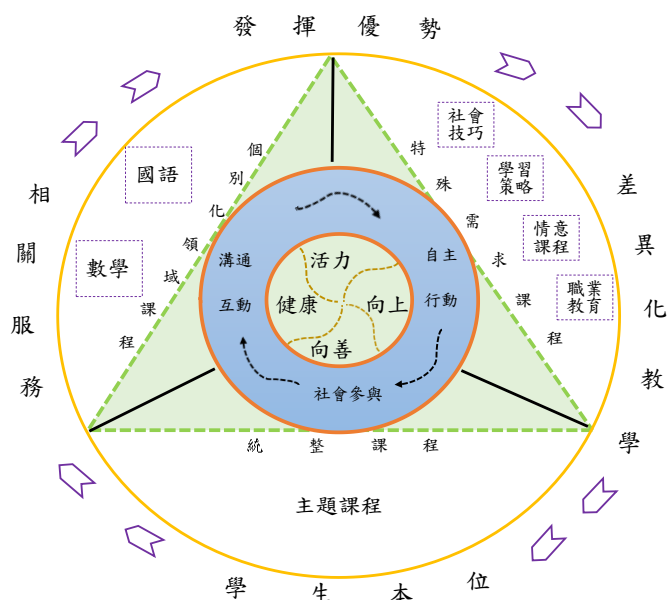 發揮優勢
差異化教學
學生本位
相關服務
個別化領域課程
特殊需求課程
統整課程
國語
數學
社會
技巧
學習
策略
情意
課程
職業
教育
主題課程
溝通
互動
自主
行動
社會參與
活力
健康
向上
向善